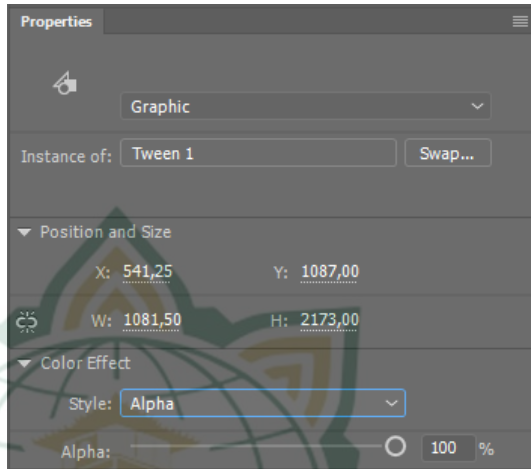 Properties
Graphic
Instance of: Tween 1 Swap...
Position and Size
X: 541,25 Y: 1087,00
W: 1081,50 H: 2173,00
Color Effect
Style: Alpha
Alpha: 100 %